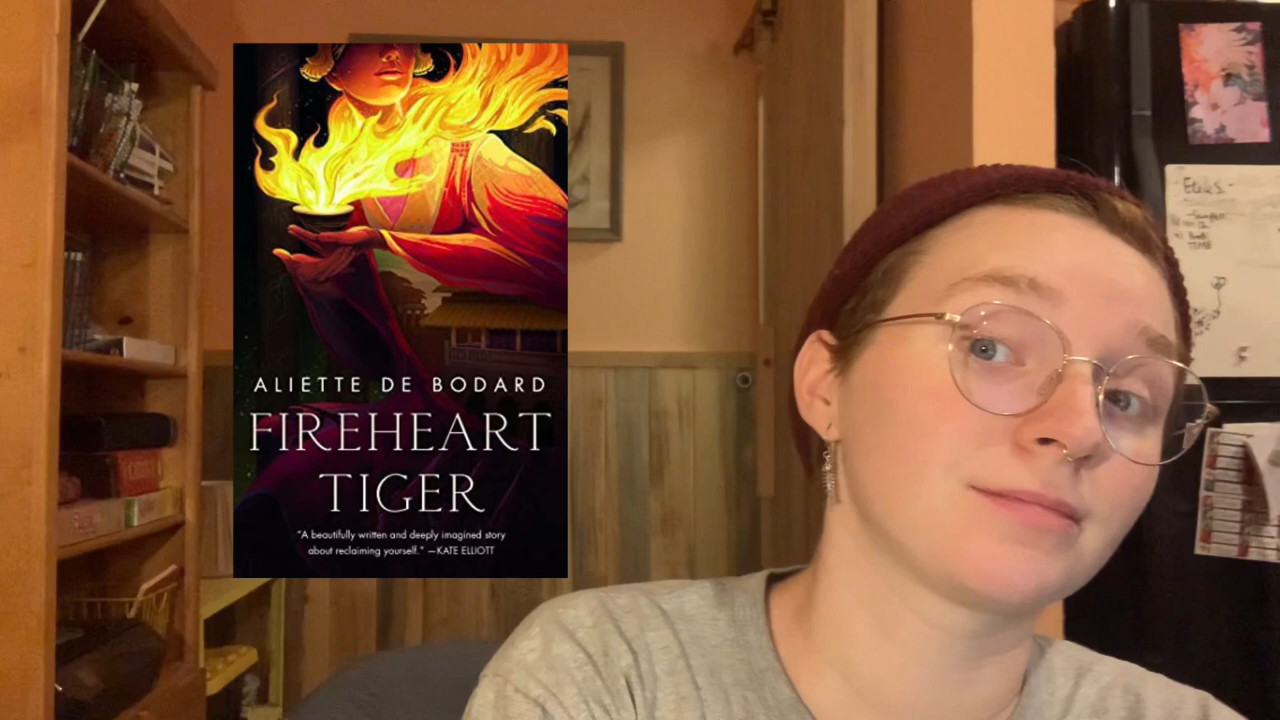 ALIETTE DE BODARD
FIREHEART
TIGER
"A beautifully written and deeply imagined story
about reclaiming yourself." —KATE ELLIOTT